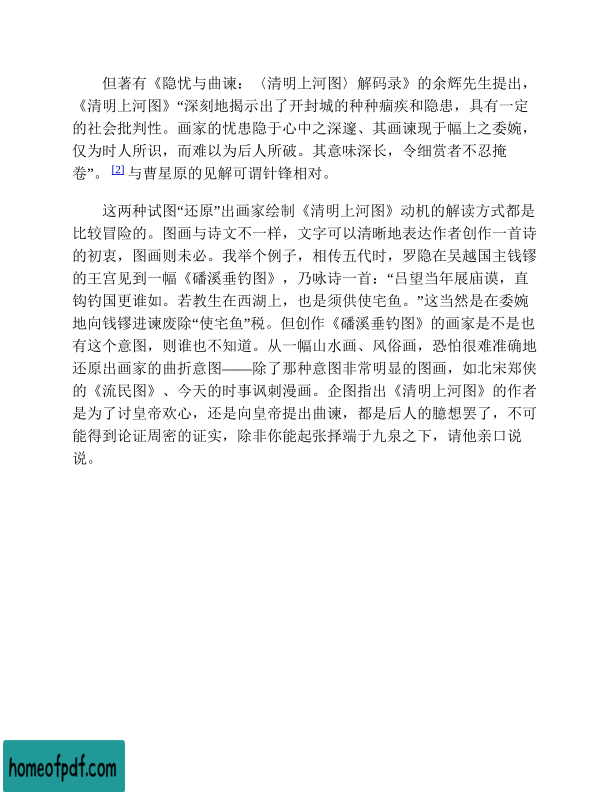 但著有《隐忧与曲谏：〈清明上河图〉解码录》的余辉先生提出，
《清明上河图》“深刻地揭示出了开封城的种种痼疾和隐患，具有一定
的社会批判性。画家的忧患隐于心中之深邃、其画谏现于幅上之委婉，
仅为时人所识，而难以为后人所破。其意味深长，令细赏者不忍掩
卷”。 [2] 与曹星原的见解可谓针锋相对。
这两种试图“还原”出画家绘制《清明上河图》动机的解读方式都是
比较冒险的。图画与诗文不一样，文字可以清晰地表达作者创作一首诗
的初衷，图画则未必。我举个例子，相传五代时，罗隐在吴越国主钱镠
的王宫见到一幅《磻溪垂钓图》，乃咏诗一首：“吕望当年展庙谟，直
钩钓国更谁如。若教生在西湖上，也是须供使宅鱼。”这当然是在委婉
地向钱镠进谏废除“使宅鱼”税。但创作《磻溪垂钓图》的画家是不是也
有这个意图，则谁也不知道。从一幅山水画、风俗画，恐怕很难准确地
还原出画家的曲折意图——除了那种意图非常明显的图画，如北宋郑侠
的《流民图》、今天的时事讽刺漫画。企图指出《清明上河图》的作者
是为了讨皇帝欢心，还是向皇帝提出曲谏，都是后人的臆想罢了，不可
能得到论证周密的证实，除非你能起张择端于九泉之下，请他亲口说
说。
homeofpdf.com